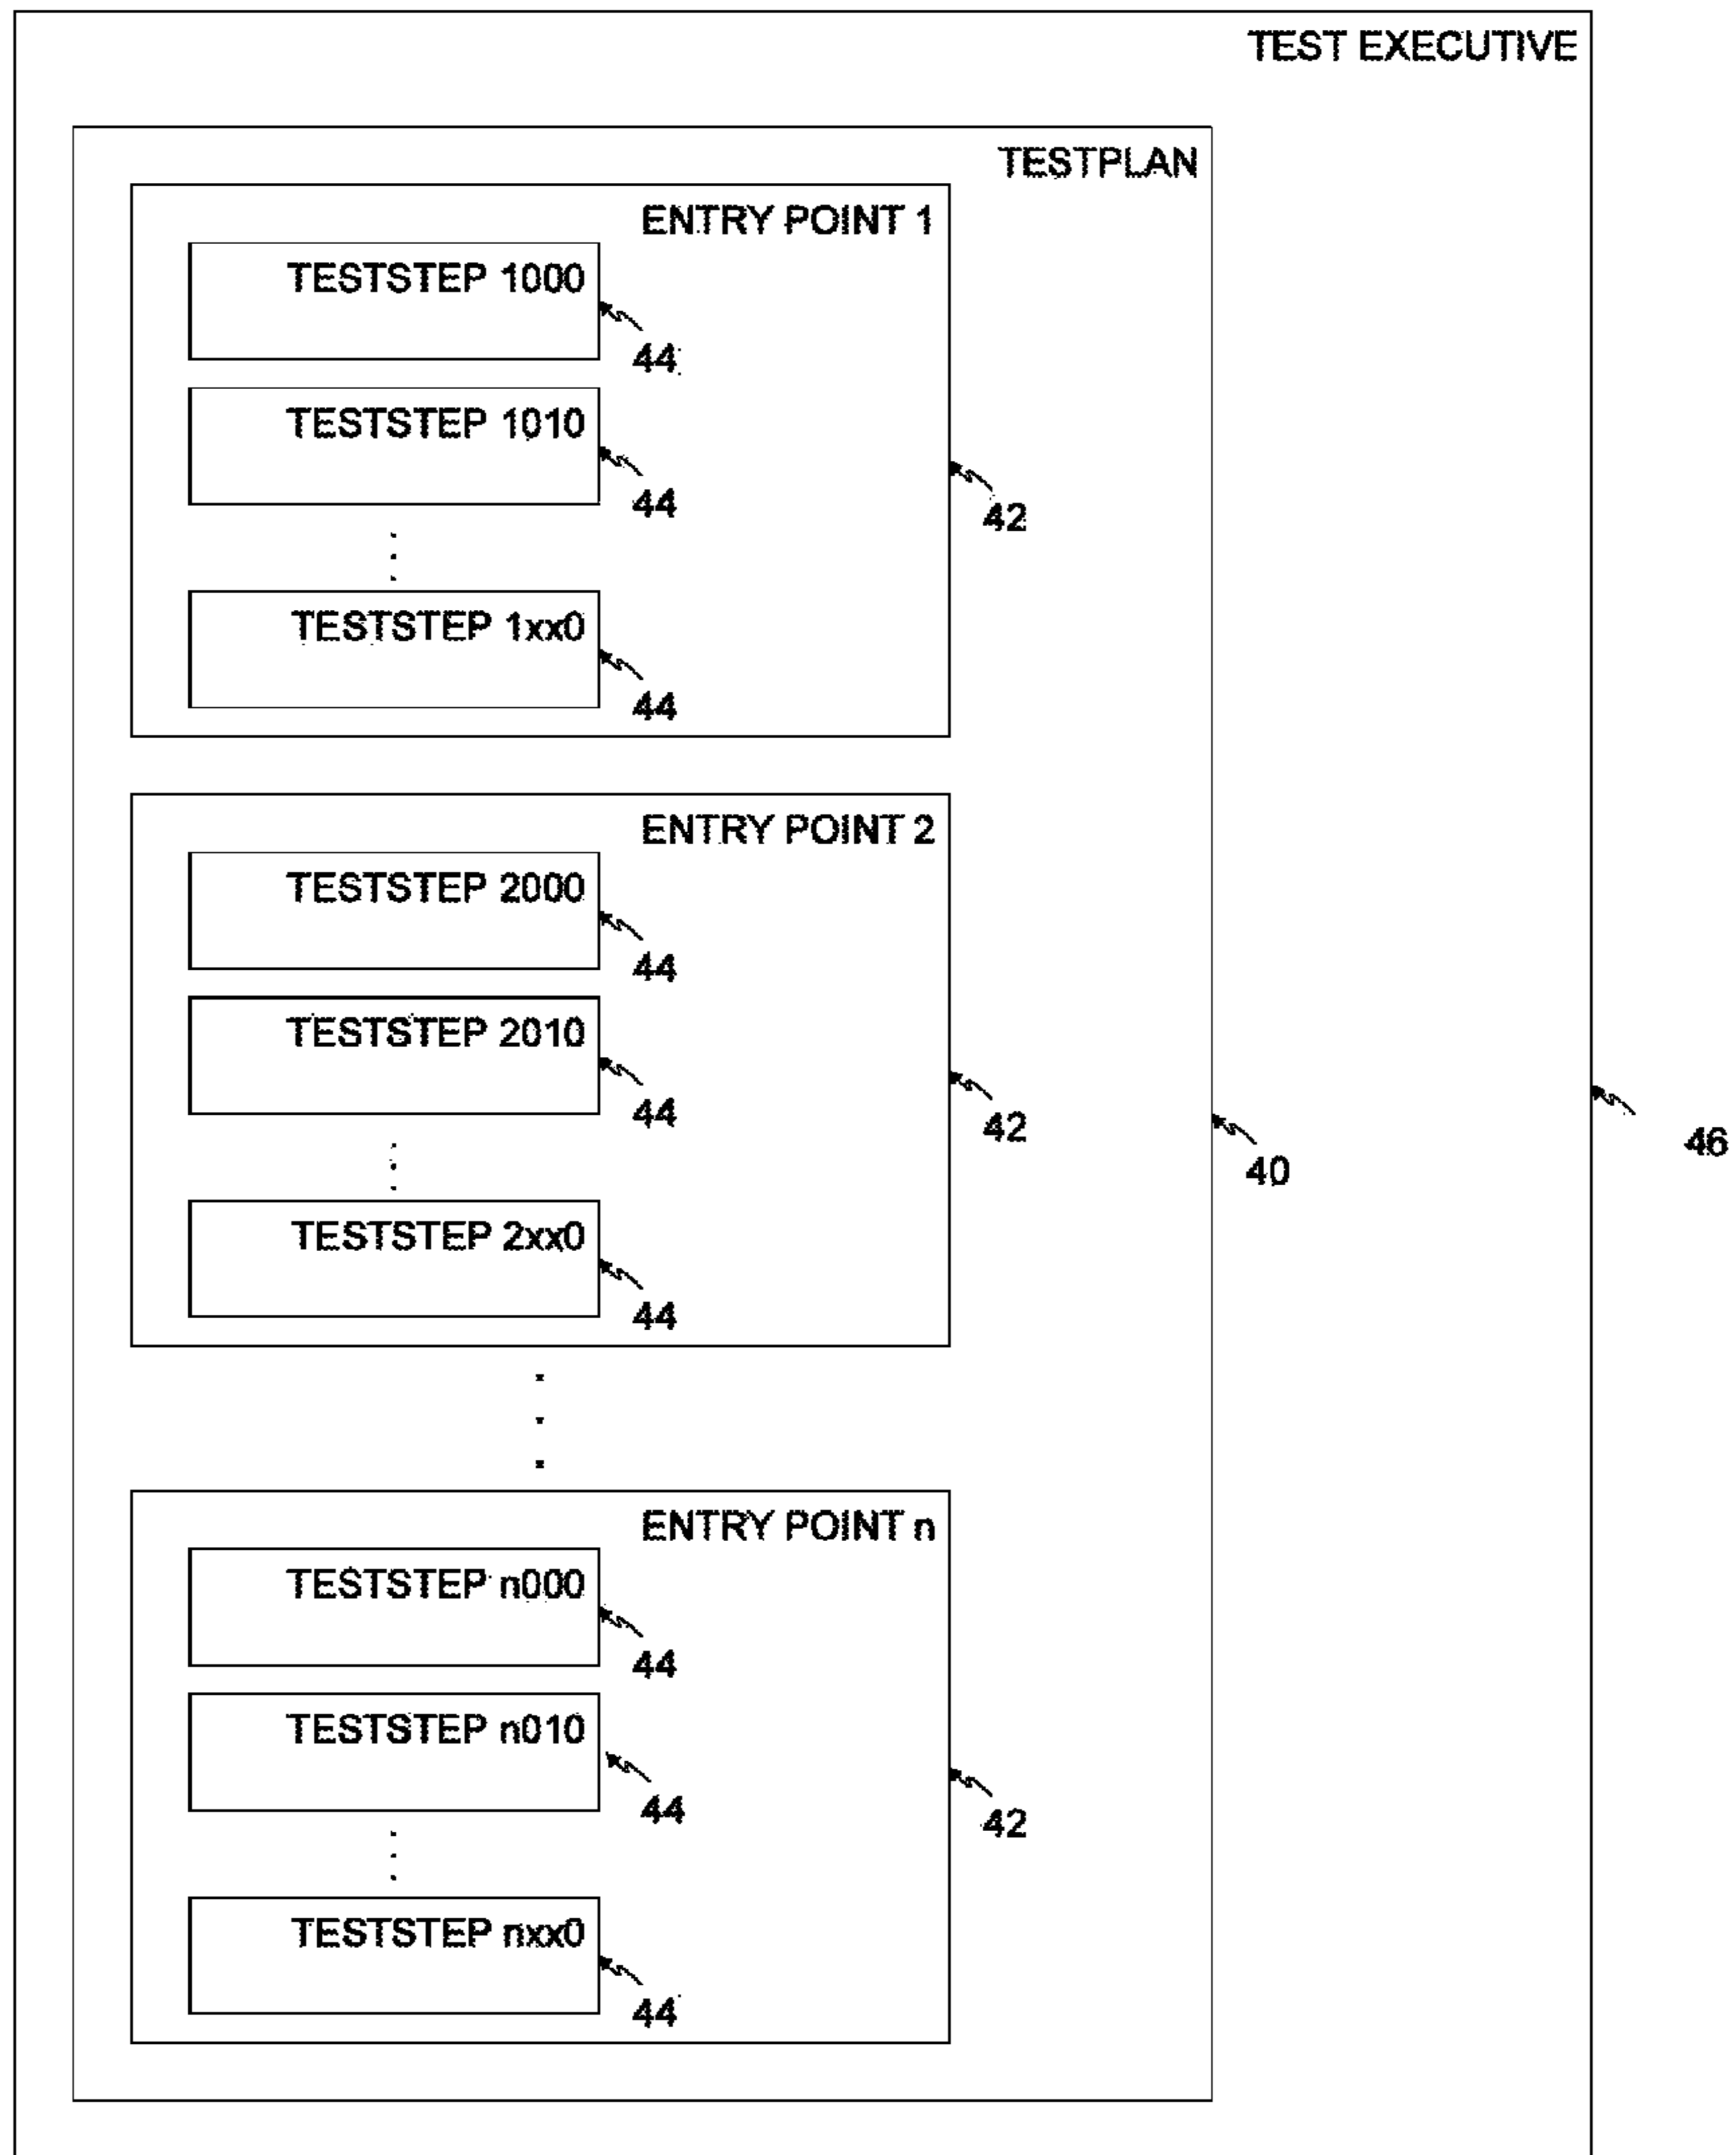 TEST EXECUTIVE
TESTPLAN
ENTRY POINT 1
TESTSTEP 1000
44
TESTSTEP 1010
44
42
TESTSTEP 1xx0
44
ENTRY POINT 2
TESTSTEP 2000
44
TESTSTEP 2010
44
42
40
46
TESTSTEP 2xx0
44
ENTRY POINT n
TESTSTEP n000
44
TESTSTEP n010
44
42
TESTSTEP nxx0
44